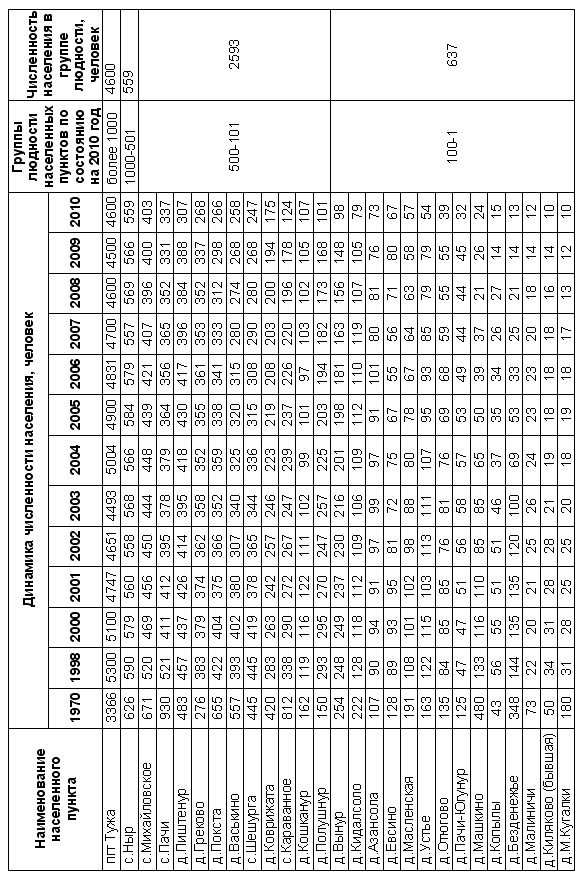 Наименование населенного пункта | Динамика численности населения, человек | Группы людности населенных пунктов по состоянию на 2010 год | Численность населения в группе людности, человек
1970 1998 2000 2001 2002 2003 2004 2005 2006 2007 2008 2009 2010
пгт Тужа 3366 5300 5100 4747 4651 4493 5004 4900 4831 4700 4600 4500 4600 более 1000 4600
с.Ныр 626 590 579 560 558 568 566 584 579 557 569 566 559 1000-501 559
с.Михайловское 671 520 469 456 450 444 448 439 421 407 396 400 403 500-101 2593
с.Пачи 930 521 411 412 395 378 379 364 356 365 352 331 337
д.Пиштенур 483 457 437 426 414 395 418 430 417 396 384 388 307
д.Греково 276 383 379 374 362 358 352 355 361 353 352 337 268
д.Покста 655 422 404 375 366 352 359 338 341 333 312 298 266
д.Васькино 557 393 402 380 307 340 325 320 315 280 274 268 258
с.Шешурга 445 445 419 378 365 344 336 315 308 290 280 268 247
д.Коврижата 420 283 263 242 257 246 223 219 208 203 200 194 175
с.Караванное 812 338 290 272 267 247 239 237 226 220 196 178 124
д.Кошканур 162 119 116 122 111 102 99 101 97 103 102 105 107
д.Полушнур 150 293 295 270 247 257 225 203 194 182 173 168 101
д.Вынур 254 248 249 237 230 216 201 198 181 163 156 148 98 100-1 637
д.Кидалсоло 222 128 118 112 109 106 109 112 110 119 107 105 79
д.Азансола 107 90 94 91 97 99 97 91 101 80 81 76 73
д.Евсино 128 89 93 95 81 72 75 67 55 56 71 80 67
д.Масленская 191 108 101 102 98 88 80 78 67 64 63 58 57
д.Устье 163 122 115 103 113 111 107 95 93 85 79 79 54
д.Отюгово 135 84 85 85 76 81 76 69 68 59 55 55 39
д.Пачи-Югунур 125 47 47 51 56 58 57 53 49 44 44 45 32
д.Машкино 480 133 116 110 85 85 65 50 39 37 21 26 24
д.Копылы 43 56 55 51 51 46 37 35 34 26 27 14 15
д.Безденежье 348 144 135 135 120 100 69 53 33 25 21 14 13
д.Малиничи 73 22 20 21 25 26 24 23 23 20 18 14 12
д.Киляково (бывшая) 50 34 31 28 28 21 19 18 18 18 16 14 10
д.М.Кугалки 180 31 28 25 25 20 18 19 18 17 13 12 10